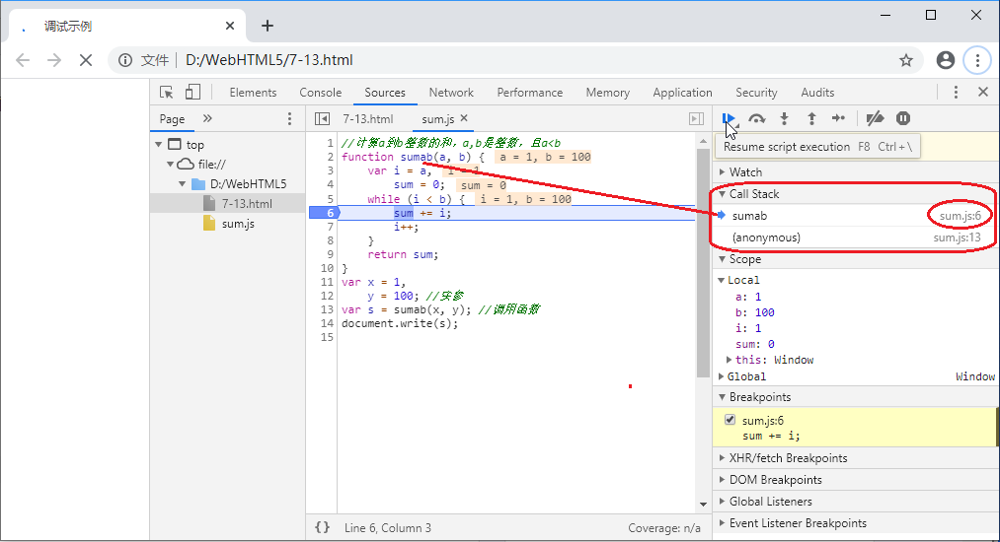 调试示例
文件 D:/WebHTML5/7-13.html
Elements Console Sources Network Performance Memory Application Security Audits
Page »
top
file://
D:/WebHTML5
7-13.html
sum.js
7-13.html sum.js
1 //计算a到b整数的和，a,b是整数，且a<b
2 function sumab(a, b) { a = 1, b = 100
3 var i = a, i = 1
4 sum = 0; sum = 0
5 while (i < b) { i = 1, b = 100
6 sum += i;
7 i++;
8 }
9 return sum;
10 }
11 var x = 1,
12 y = 100; //实参
13 var s = sumab(x, y); //调用函数
14 document.write(s);
15
{ } Line 6, Column 3 Coverage: n/a
Resume script execution F8 Ctrl+\
Watch
Call Stack
sumab sum.js:6
(anonymous) sum.js:13
Scope
Local
a: 1
b: 100
i: 1
sum: 0
this: Window
Global Window
Breakpoints
sum.js:6
sum += i;
XHR/fetch Breakpoints
DOM Breakpoints
Global Listeners
Event Listener Breakpoints